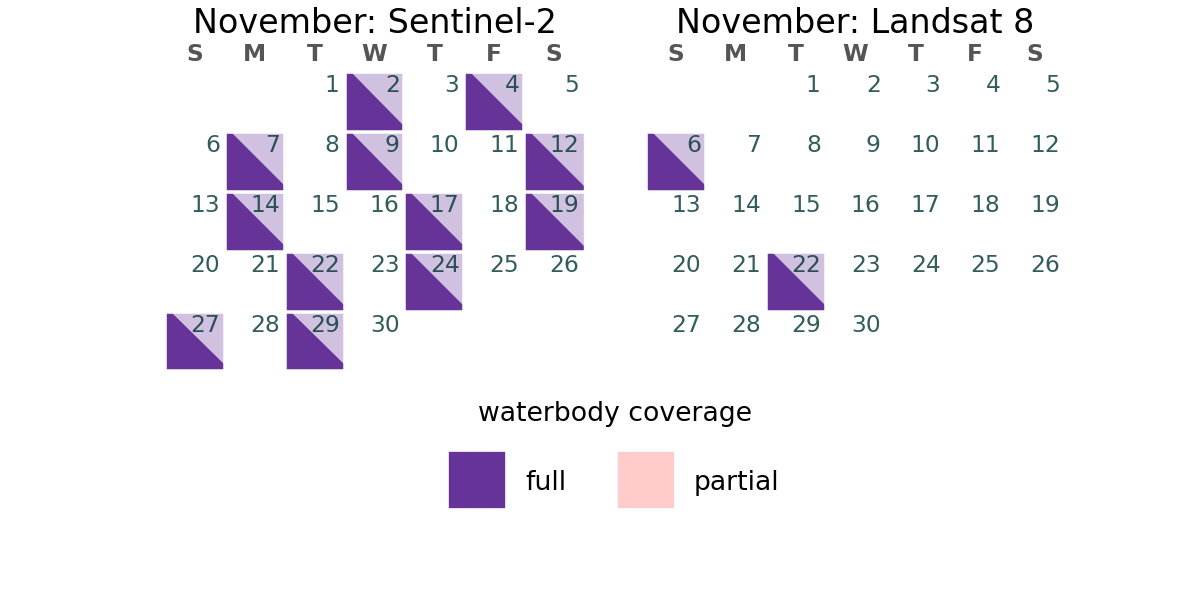 November: Sentinel-2
S M T W T F S
1 2 3 4 5
6 7 8 9 10 11 12
13 14 15 16 17 18 19
20 21 22 23 24 25 26
27 28 29 30
November: Landsat 8
S M T W T F S
1 2 3 4 5
6 7 8 9 10 11 12
13 14 15 16 17 18 19
20 21 22 23 24 25 26
27 28 29 30
waterbody coverage
full
partial